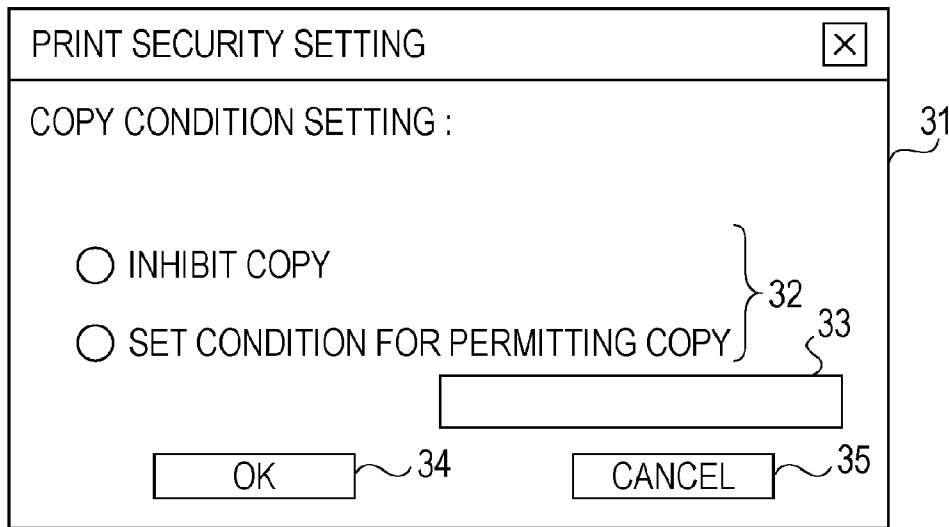 PRINT SECURITY SETTING
COPY CONDITION SETTING :
31
INHIBIT COPY
32
SET CONDITION FOR PERMITTING COPY
33
OK
34
CANCEL
35